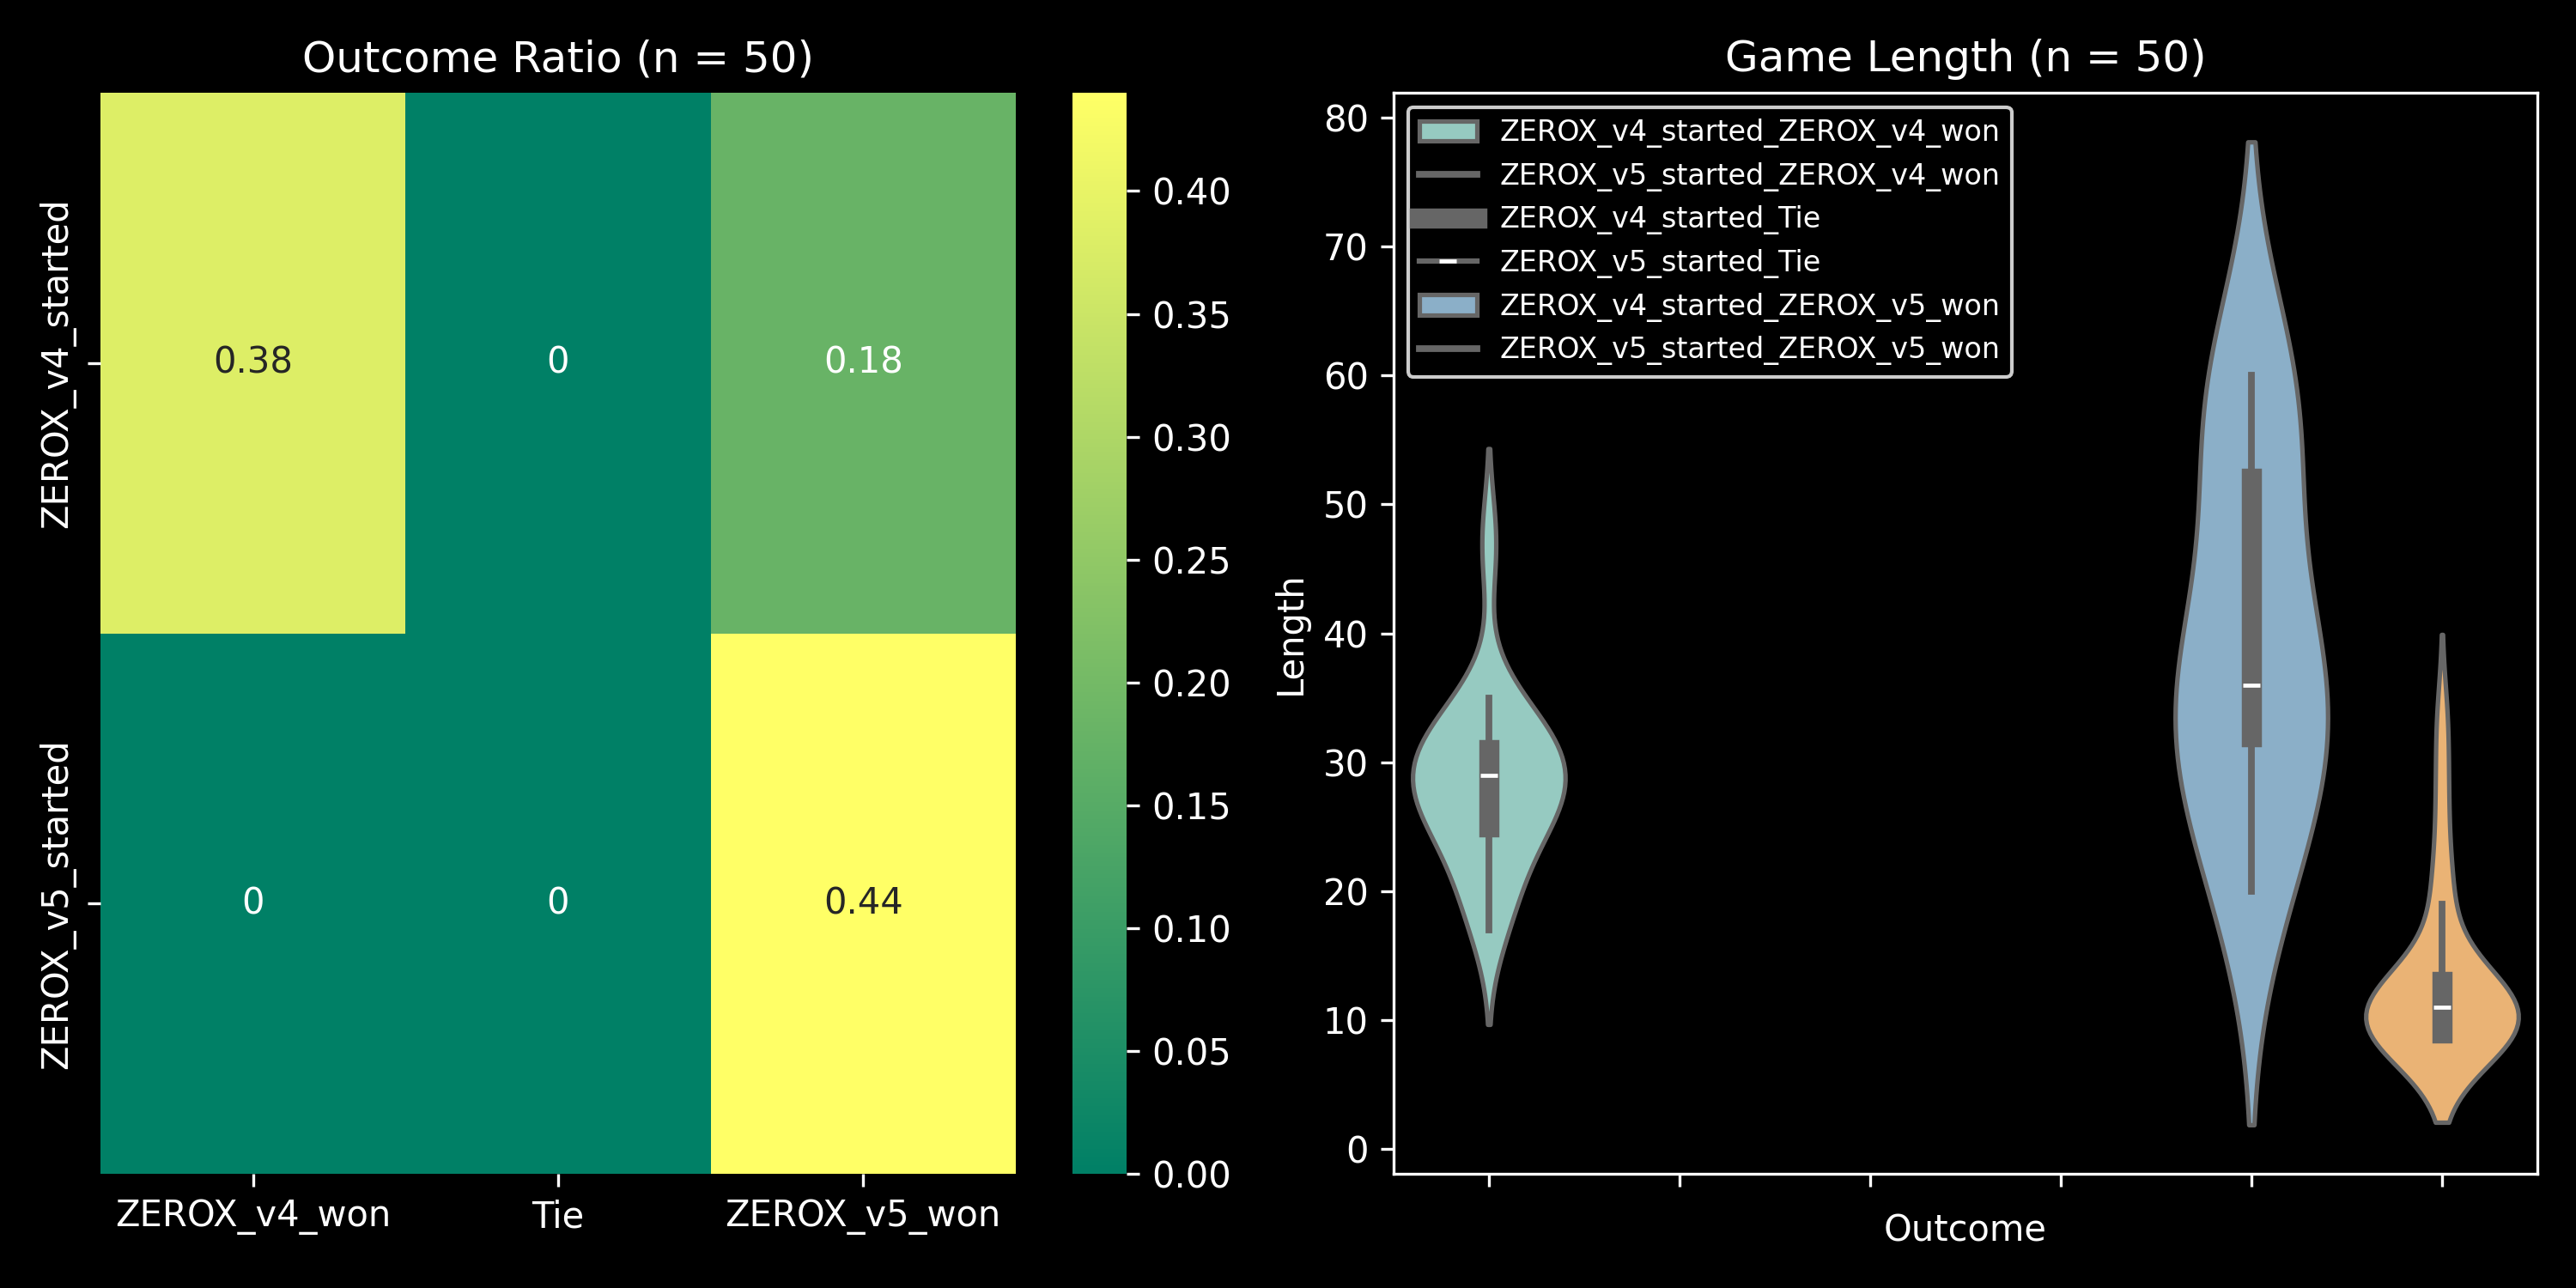 Outcome Ratio (n = 50)
ZEROX_v4_started
ZEROX_v5_started
0.38
0
0.18
0
0
0.44
ZEROX_v4_won
Tie
ZEROX_v5_won
0.40
0.35
0.30
0.25
0.20
0.15
0.10
0.05
0.00
Game Length (n = 50)
Length
80
70
60
50
40
30
20
10
0
ZEROX_v4_started_ZEROX_v4_won
ZEROX_v5_started_ZEROX_v4_won
ZEROX_v4_started_Tie
ZEROX_v5_started_Tie
ZEROX_v4_started_ZEROX_v5_won
ZEROX_v5_started_ZEROX_v5_won
Outcome